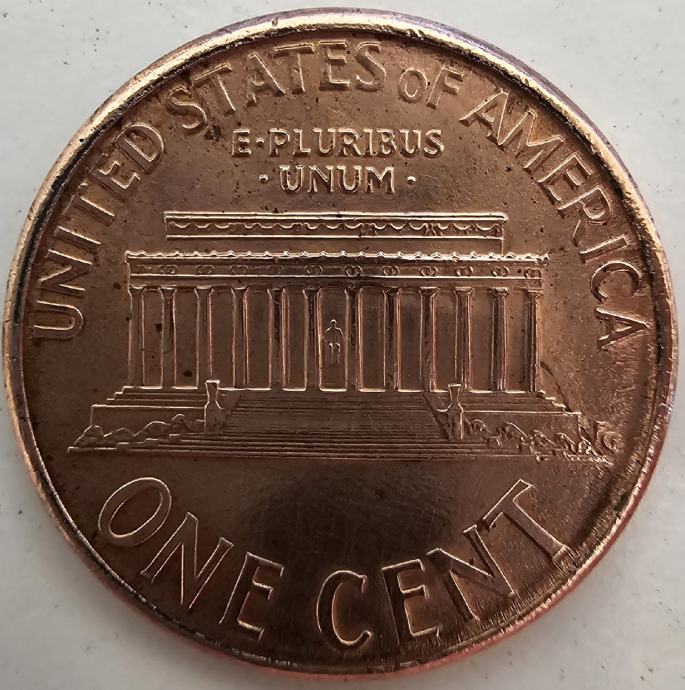 UNITED STATES OF AMERICA
E·PLURIBUS
·UNUM·
ONE CENT